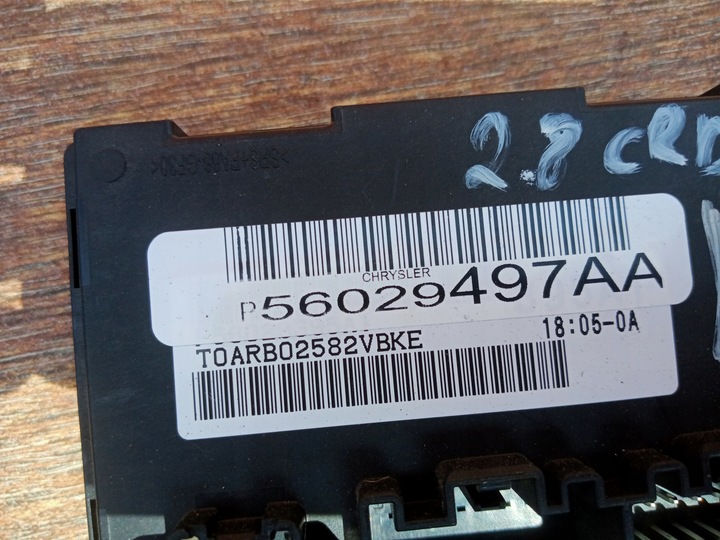 2.8 CRD
CHRYSLER
P56029497AA
T0ARB02582VBKE 18:05-0A